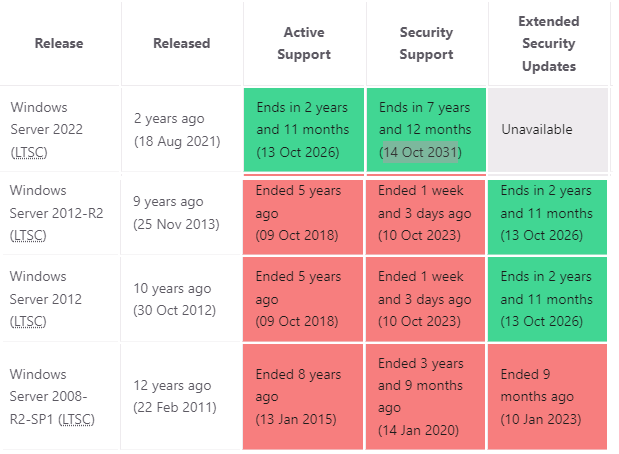 Release
Released
Active
Support
Security
Support
Extended
Security
Updates
Windows
Server 2022
(LTSC)
2 years ago
(18 Aug 2021)
Ends in 2 years
and 11 months
(13 Oct 2026)
Ends in 7 years
and 12 months
(14 Oct 2031)
Unavailable
Windows
Server 2012-R2
(LTSC)
9 years ago
(25 Nov 2013)
Ended 5 years
ago
(09 Oct 2018)
Ended 1 week
and 3 days ago
(10 Oct 2023)
Ends in 2 years
and 11 months
(13 Oct 2026)
Windows
Server 2012
(LTSC)
10 years ago
(30 Oct 2012)
Ended 5 years
ago
(09 Oct 2018)
Ended 1 week
and 3 days ago
(10 Oct 2023)
Ends in 2 years
and 11 months
(13 Oct 2026)
Windows
Server 2008-
R2-SP1 (LTSC)
12 years ago
(22 Feb 2011)
Ended 8 years
ago
(13 Jan 2015)
Ended 3 years
and 9 months
ago
(14 Jan 2020)
Ended 9
months ago
(10 Jan 2023)